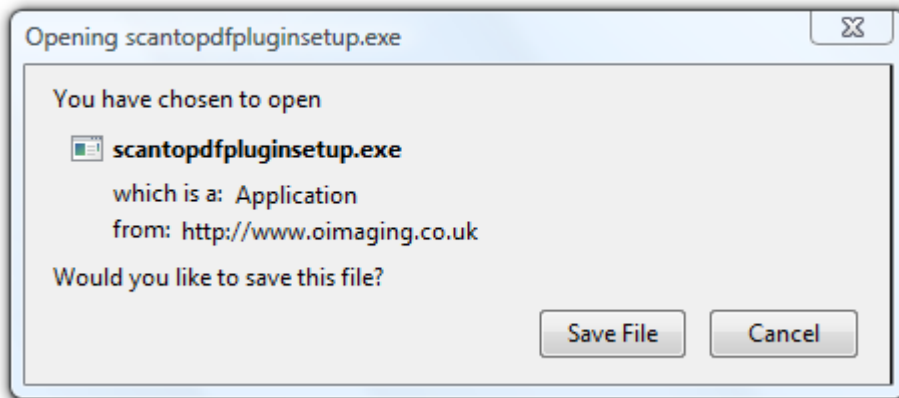 Opening scantopdfpluginsetup.exe
You have chosen to open
scantopdfpluginsetup.exe
which is a: Application
from: http://www.oimaging.co.uk
Would you like to save this file?
Save File Cancel